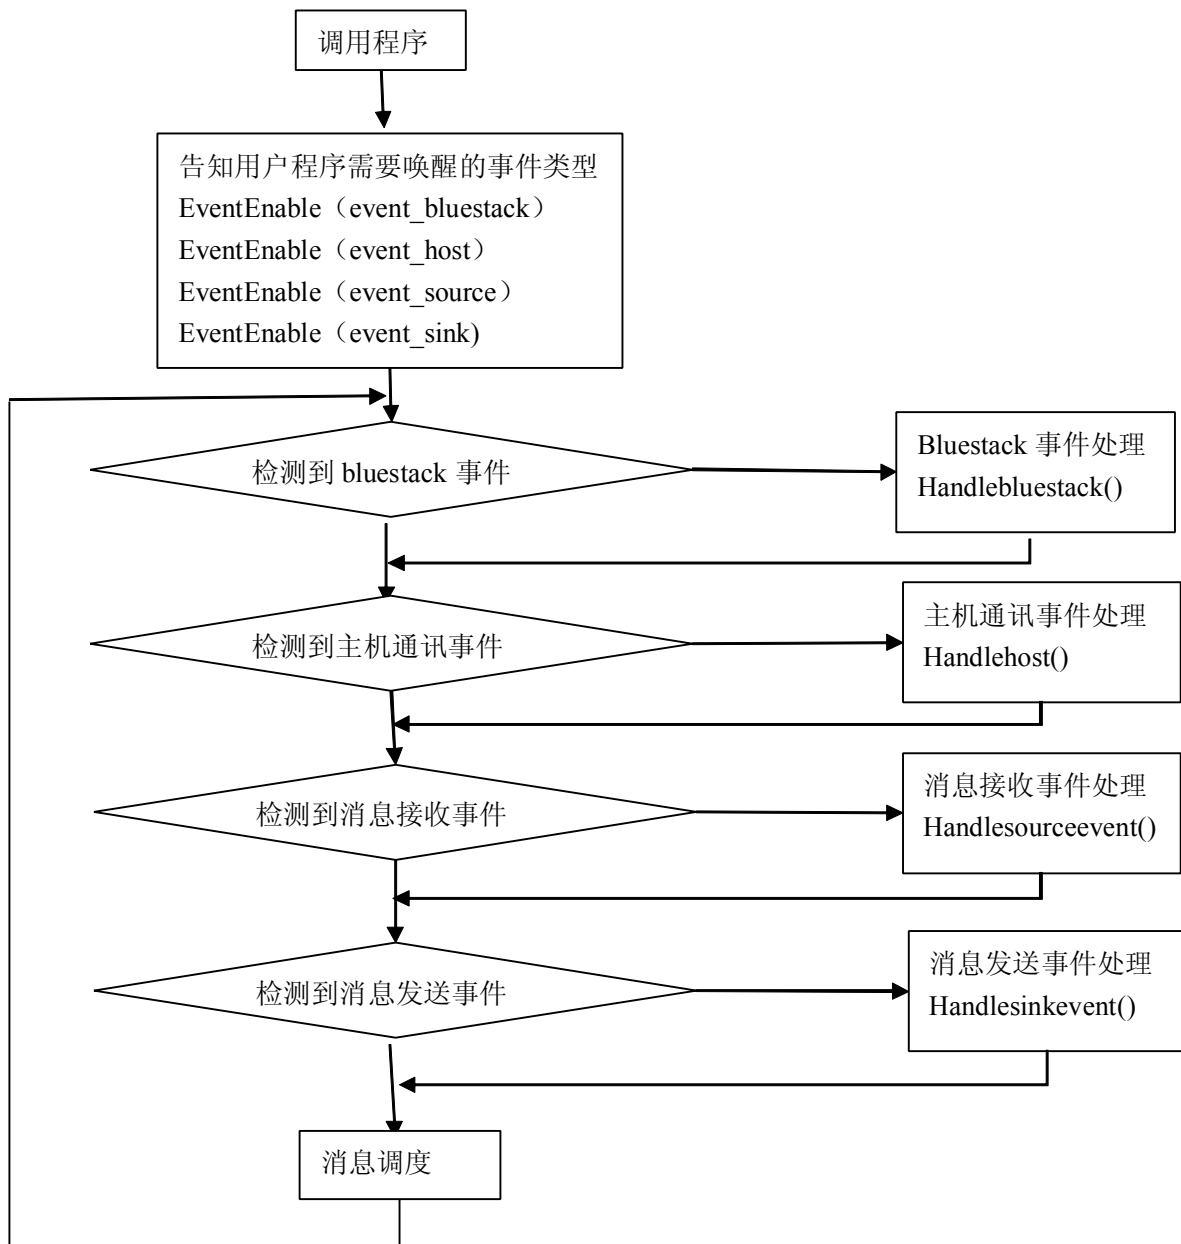 调用程序
告知用户程序需要唤醒的事件类型
EventEnable（event_bluestack）
EventEnable（event_host）
EventEnable（event_source）
EventEnable（event_sink)
检测到 bluestack 事件
Bluestack 事件处理
Handlebluestack()
检测到主机通讯事件
主机通讯事件处理
Handlehost()
检测到消息接收事件
消息接收事件处理
Handlesourceevent()
检测到消息发送事件
消息发送事件处理
Handlesinkevent()
消息调度